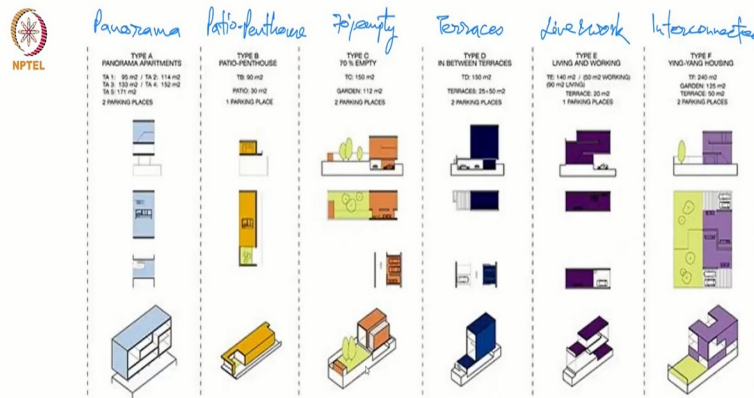 Panorama
Patio-Penthouse
70% empty
Terraces
Live & work
Interconnected
NPTEL
TYPE A
PANORAMA APARTMENTS
TA 1: 95 m2 / TA 2: 114 m2
TA 3: 133 m2 / TA 4: 152 m2
TA 5: 171 m2
2 PARKING PLACES
TYPE B
PATIO-PENTHOUSE
TB: 90 m2
PATIO: 30 m2
1 PARKING PLACE
TYPE C
70 % EMPTY
TC: 150 m2
GARDEN: 112 m2
2 PARKING PLACES
TYPE D
IN BETWEEN TERRACES
TD: 150 m2
TERRACES: 25+50 m2
2 PARKING PLACES
TYPE E
LIVING AND WORKING
TE: 140 m2 / (50 m2 WORKING)
(90 m2 LIVING)
TERRACE: 20 m2
1 PARKING PLACES
TYPE F
YING-YANG HOUSING
TF: 240 m2
GARDEN: 125 m2
TERRACE: 50 m2
2 PARKING PLACES